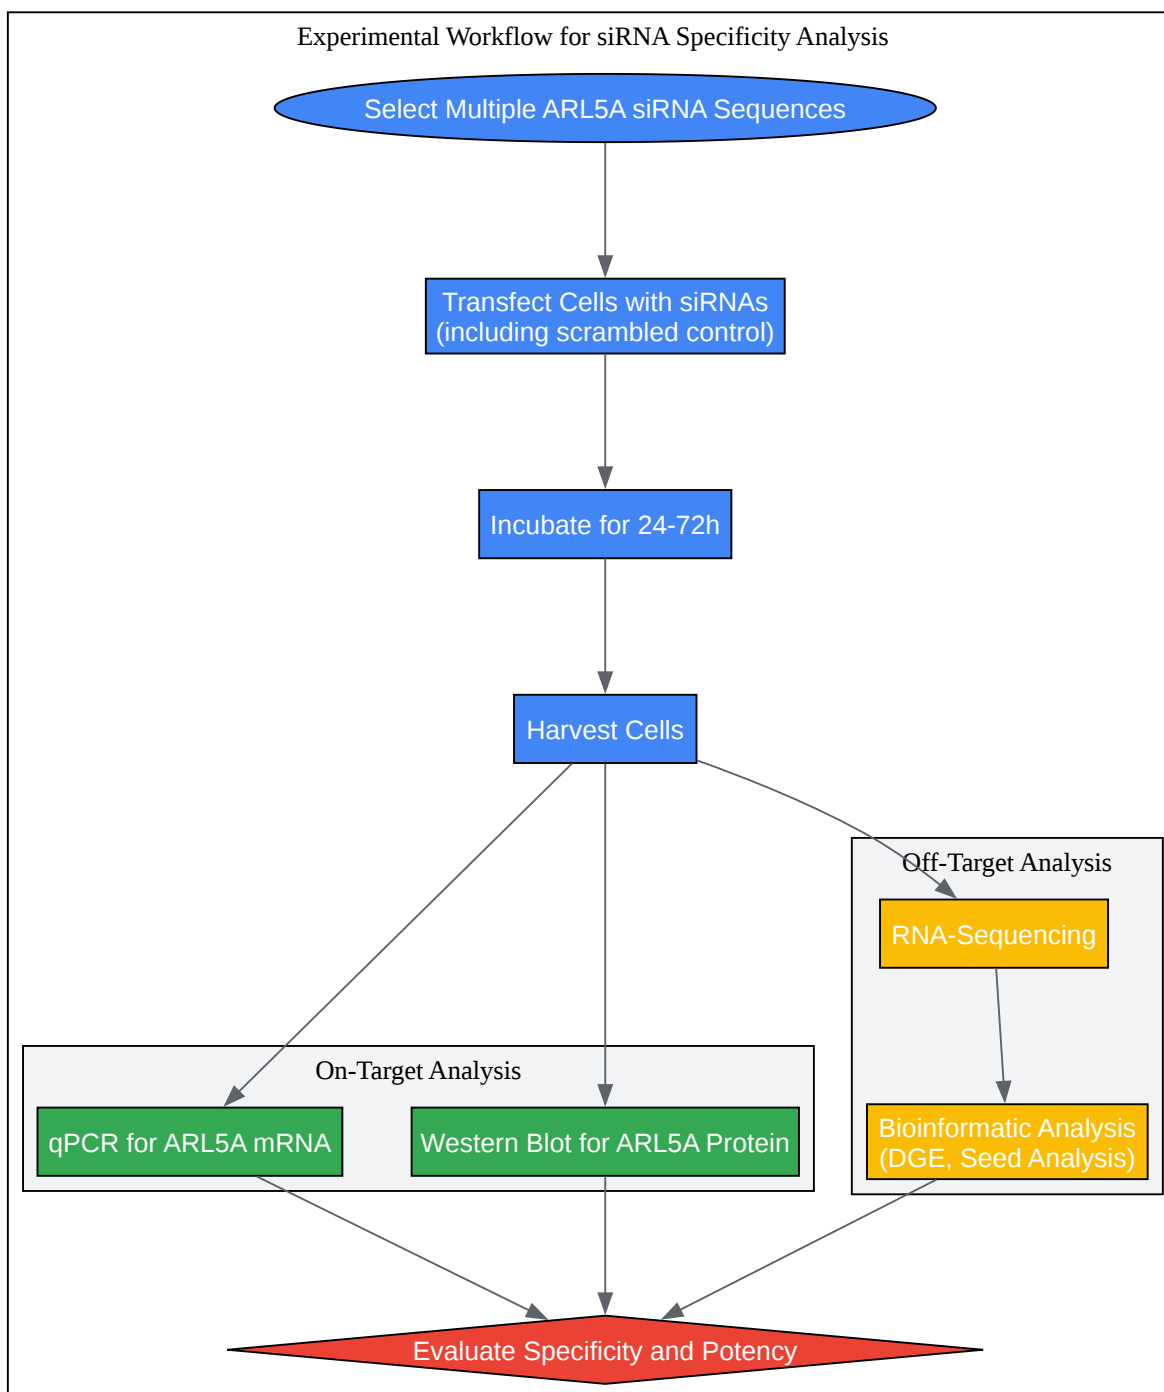 Experimental Workflow for siRNA Specificity Analysis
Select Multiple ARL5A siRNA Sequences
Transfect Cells with siRNAs
(including scrambled control)
Incubate for 24-72h
Harvest Cells
Off-Target Analysis
RNA-Sequencing
On-Target Analysis
qPCR for ARL5A mRNA
Western Blot for ARL5A Protein
Bioinformatic Analysis
(DGE, Seed Analysis)
Evaluate Specificity and Potency